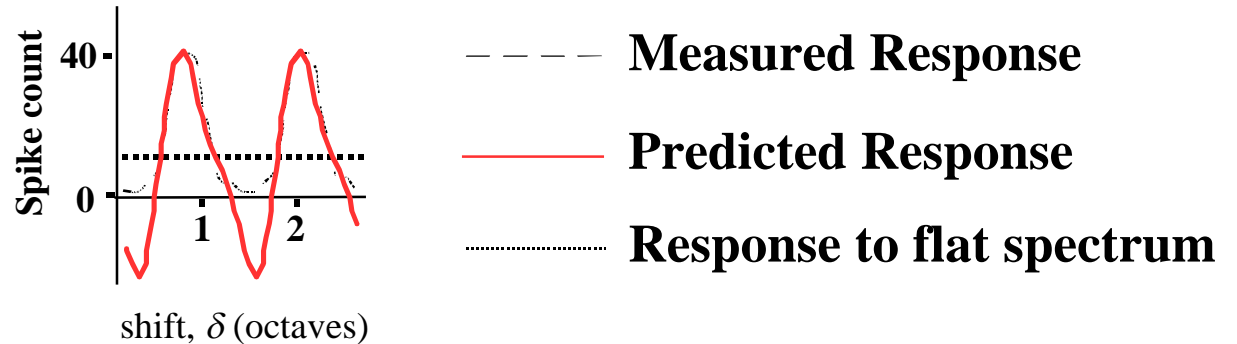 Spike count
40
0
1 2
shift, δ (octaves)
Measured Response
Predicted Response
Response to flat spectrum